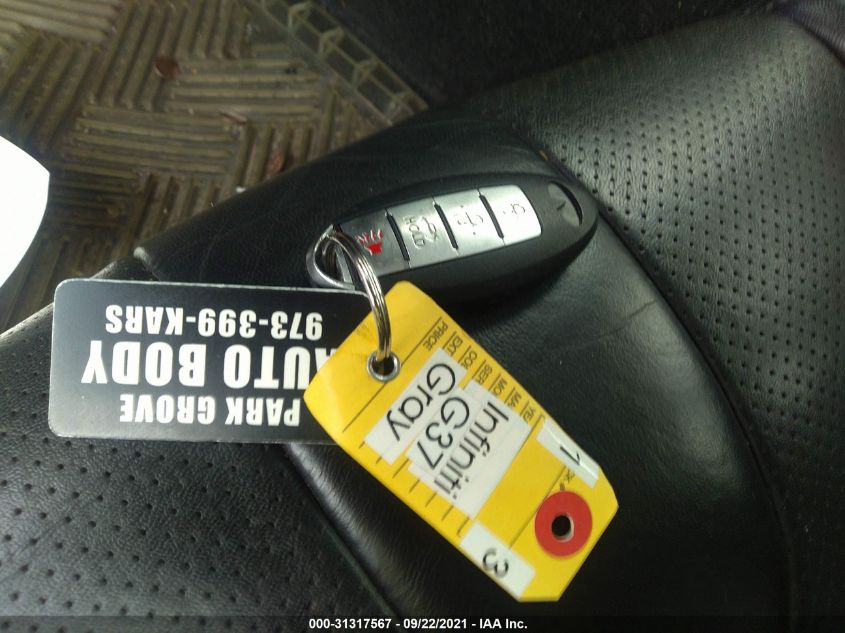 PARK GROVE
AUTO BODY
973-399-KARS
HOLD
1
3
Infiniti
G37
Gray
PRICE
EXT
000-31317567 - 09/22/2021 - IAA Inc.